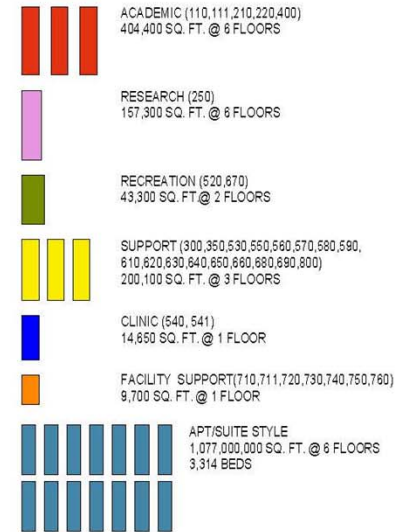 ACADEMIC (110,111,210,220,400)
404,400 SQ. FT. @ 6 FLOORS
RESEARCH (250)
157,300 SQ. FT. @ 6 FLOORS
RECREATION (520,670)
43,300 SQ. FT.@ 2 FLOORS
SUPPORT (300,350,530,550,560,570,580,590,
610,620,630,640,650,660,680,690,800)
200,100 SQ. FT. @ 3 FLOORS
CLINIC (540, 541)
14,650 SQ. FT. @ 1 FLOOR
FACILITY SUPPORT(710,711,720,730,740,750,760)
9,700 SQ. FT. @ 1 FLOOR
APT/SUITE STYLE
1,077,000,000 SQ. FT. @ 6 FLOORS
3,314 BEDS